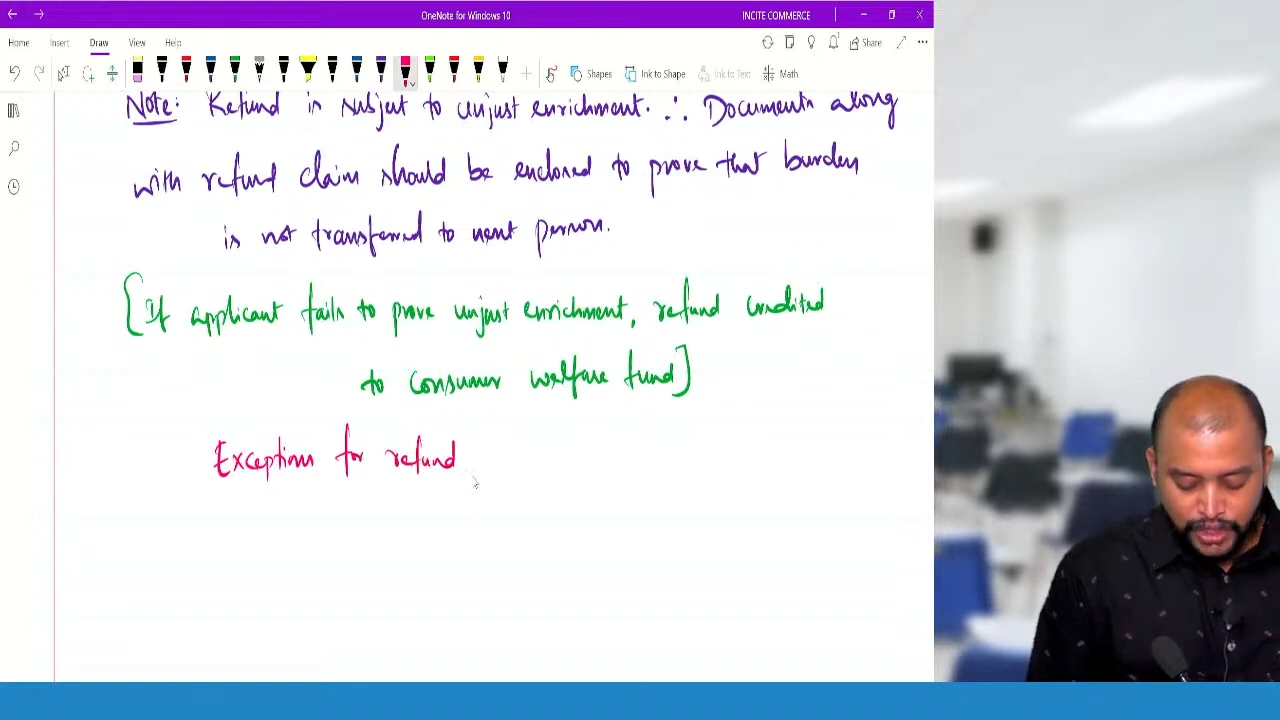 OneNote for Windows 10
INCITE COMMERCE
Home Insert Draw View Help
Share
Shapes Ink to Shape Ink to Text Math
Note: Refund is subject to unjust enrichment. ∴ Documents along
with refund claim should be enclosed to prove that burden
is not transferred to next person.
[If applicant fails to prove unjust enrichment, refund credited
to consumer welfare fund]
Exceptions for refund